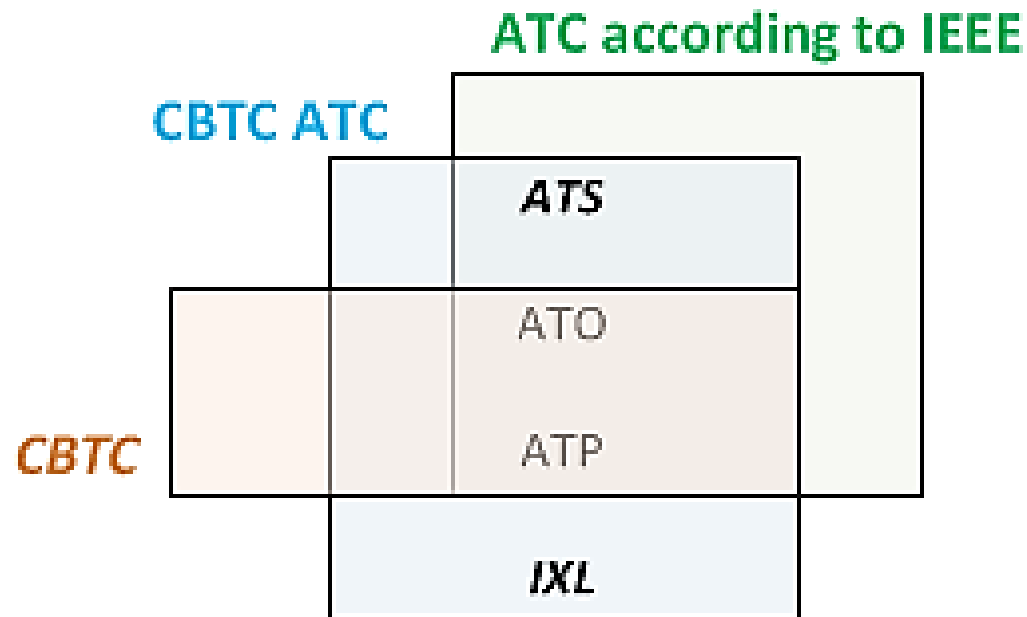 ATC according to IEEE
CBTC ATC
ATS
ATO
CBTC
ATP
IXL